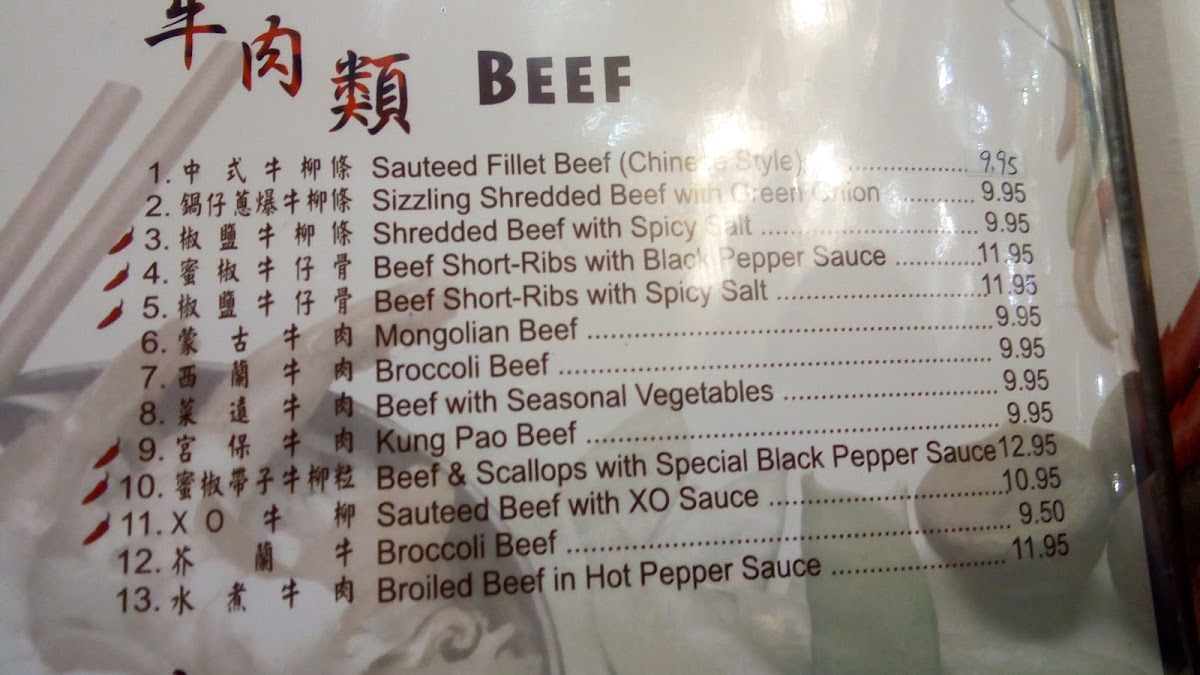 牛肉類 BEEF
1. 中式牛柳條 Sauteed Fillet Beef (Chinese Style) .................... 9.95
2. 鍋仔蔥爆牛柳條 Sizzling Shredded Beef with Green Onion ............ 9.95
3. 椒鹽牛柳條 Shredded Beef with Spicy Salt .............................. 9.95
4. 蜜椒牛仔骨 Beef Short-Ribs with Black Pepper Sauce ............ 11.95
5. 椒鹽牛仔骨 Beef Short-Ribs with Spicy Salt ............................ 11.95
6. 蒙古牛肉 Mongolian Beef ........................................................ 9.95
7. 西蘭牛肉 Broccoli Beef ............................................................ 9.95
8. 菜遠牛肉 Beef with Seasonal Vegetables .............................. 9.95
9. 宮保牛肉 Kung Pao Beef ........................................................ 9.95
10. 蜜椒帶子牛柳粒 Beef & Scallops with Special Black Pepper Sauce 12.95
11. XO牛柳 Sauteed Beef with XO Sauce .............................. 10.95
12. 芥蘭牛 Broccoli Beef ............................................................ 9.50
13. 水煮牛肉 Broiled Beef in Hot Pepper Sauce ........................ 11.95